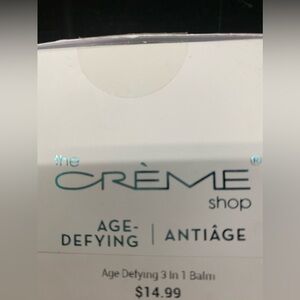 the
CRÈME®
shop
AGE-
DEFYING | ANTIÂGE
Age Defying 3 In 1 Balm
$14.99